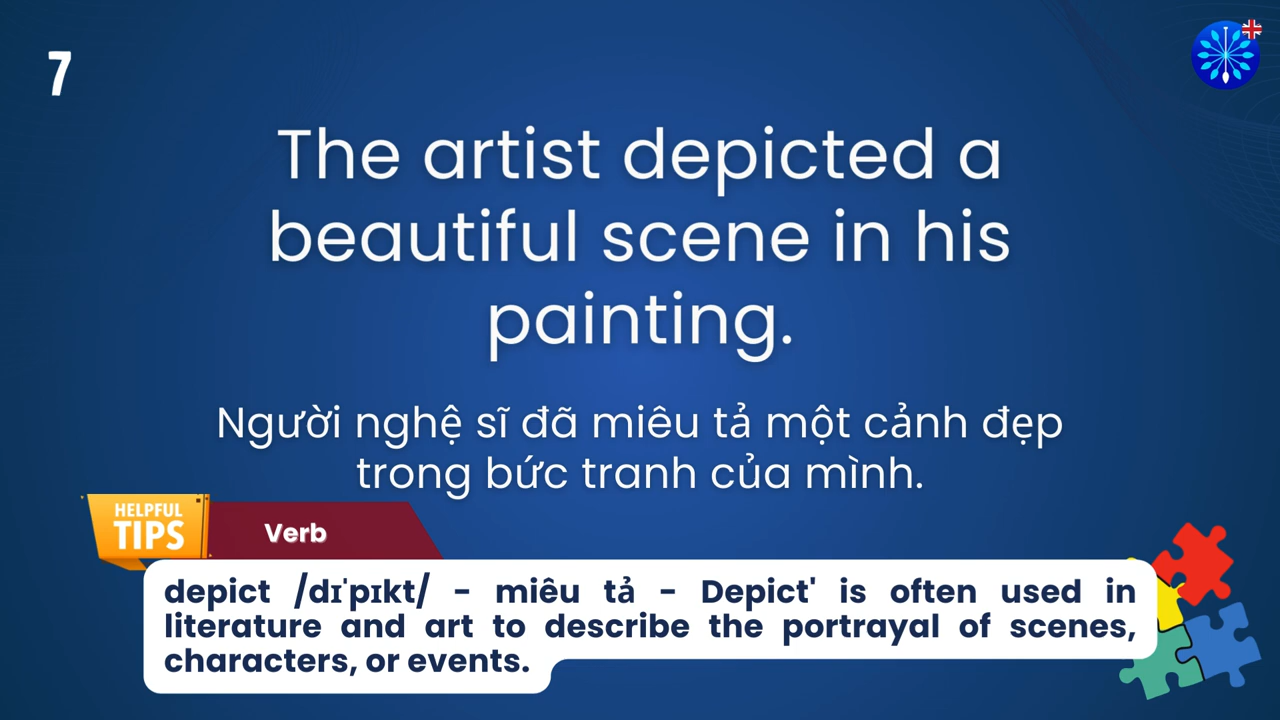 7
The artist depicted a
beautiful scene in his
painting.
Người nghệ sĩ đã miêu tả một cảnh đẹp
trong bức tranh của mình.
HELPFUL
TIPS
Verb
depict /dɪˈpɪkt/ - miêu tả - Depict' is often used in
literature and art to describe the portrayal of scenes,
characters, or events.